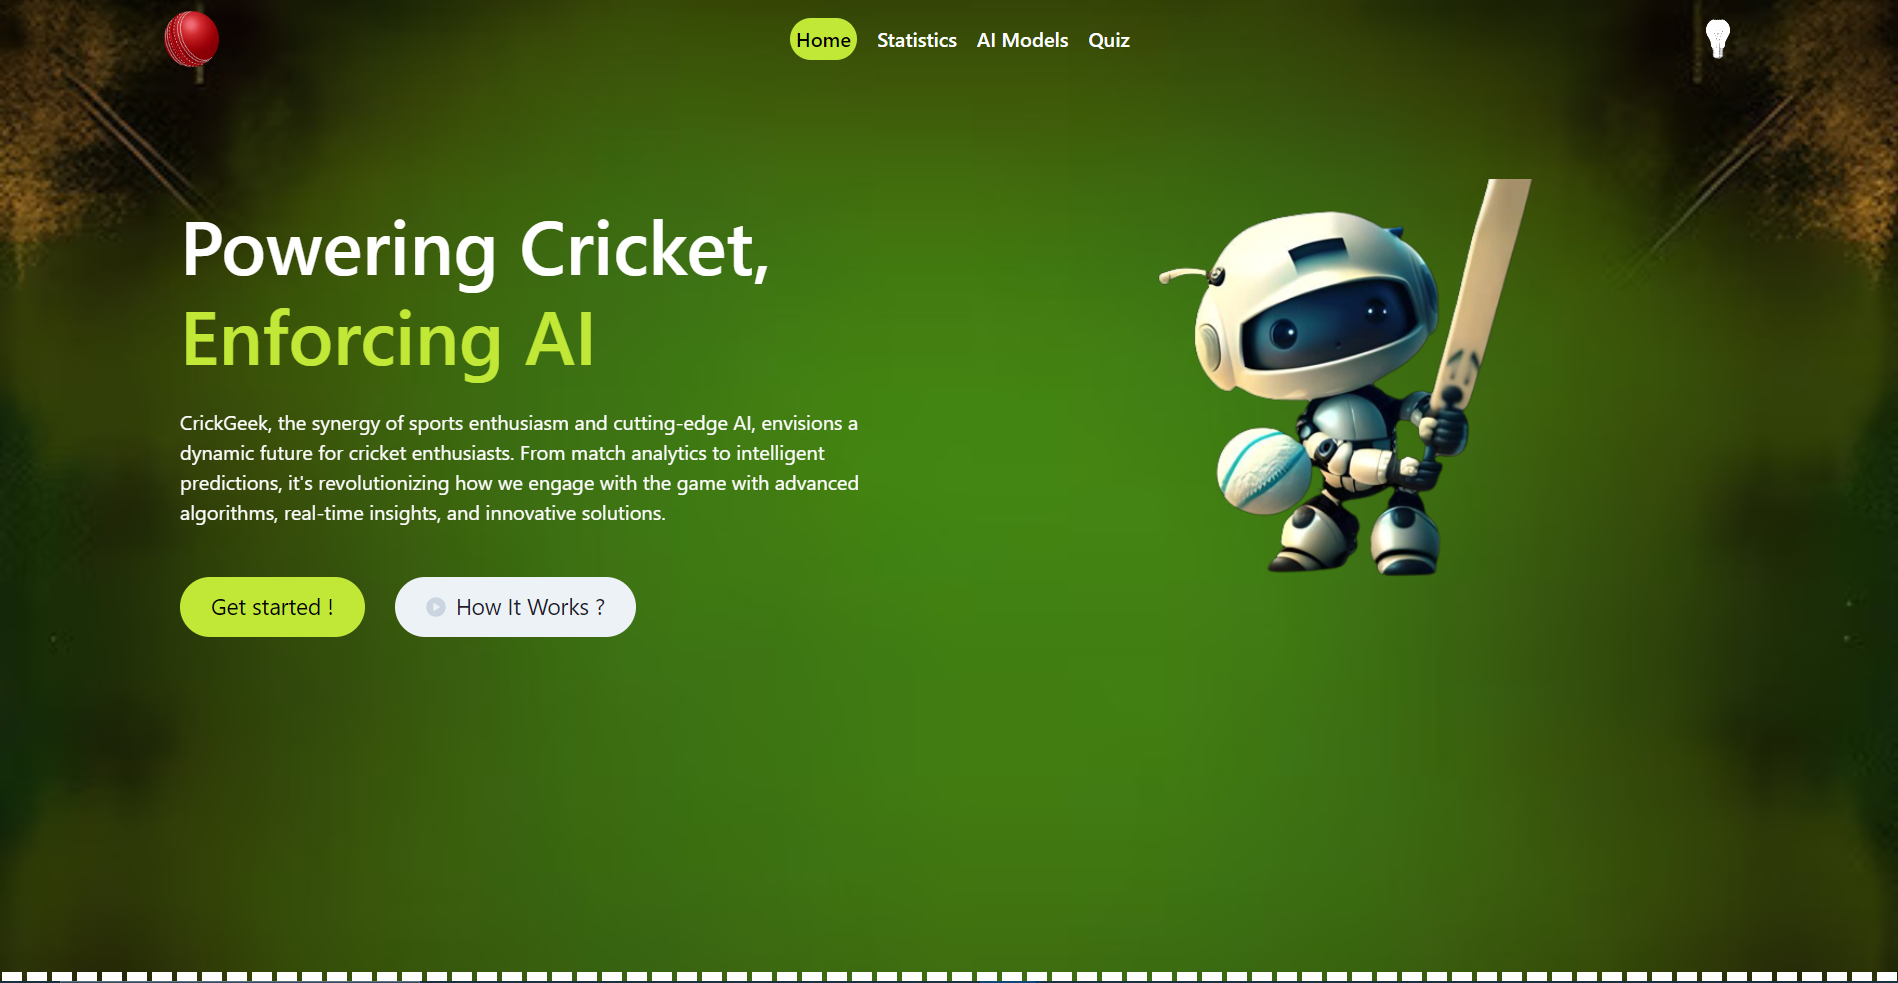 Home Statistics AI Models Quiz
Powering Cricket,
Enforcing AI
CrickGeek, the synergy of sports enthusiasm and cutting-edge AI, envisions a
dynamic future for cricket enthusiasts. From match analytics to intelligent
predictions, it's revolutionizing how we engage with the game with advanced
algorithms, real-time insights, and innovative solutions.
Get started ! How It Works ?